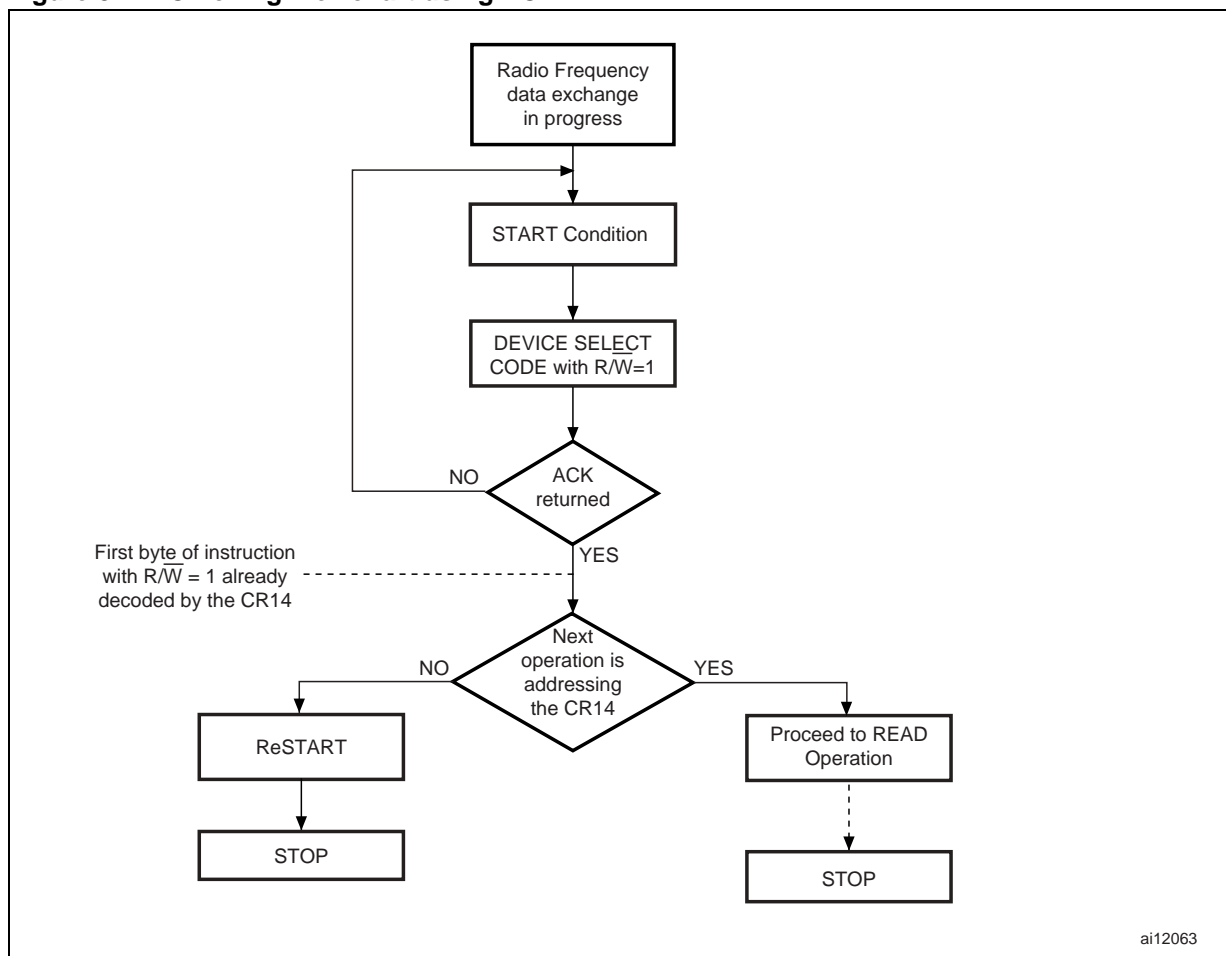 Radio Frequency
data exchange
in progress
START Condition
DEVICE SELECT
CODE with R/W̅=1
NO
ACK
returned
YES
First byte of instruction
with R/W̅ = 1 already
decoded by the CR14
NO
Next
operation is
addressing
the CR14
YES
ReSTART
Proceed to READ
Operation
STOP
STOP
ai12063